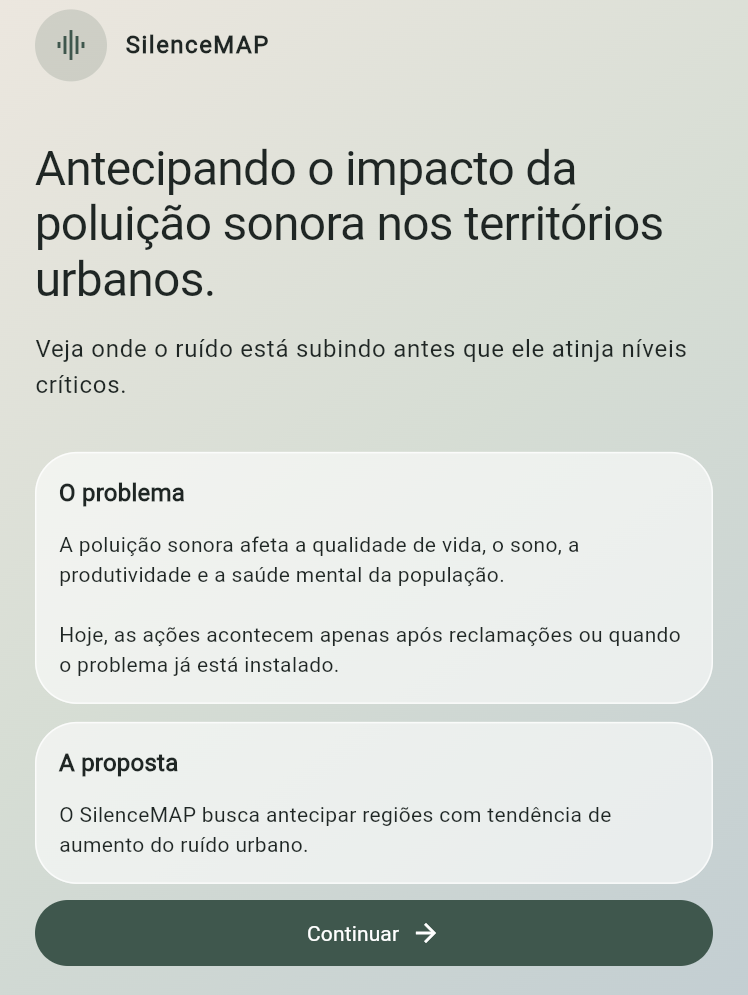 SilenceMAP
Antecipando o impacto da
poluição sonora nos territórios
urbanos.
Veja onde o ruído está subindo antes que ele atinja níveis
críticos.
O problema
A poluição sonora afeta a qualidade de vida, o sono, a
produtividade e a saúde mental da população.
Hoje, as ações acontecem apenas após reclamações ou quando
o problema já está instalado.
A proposta
O SilenceMAP busca antecipar regiões com tendência de
aumento do ruído urbano.
Continuar